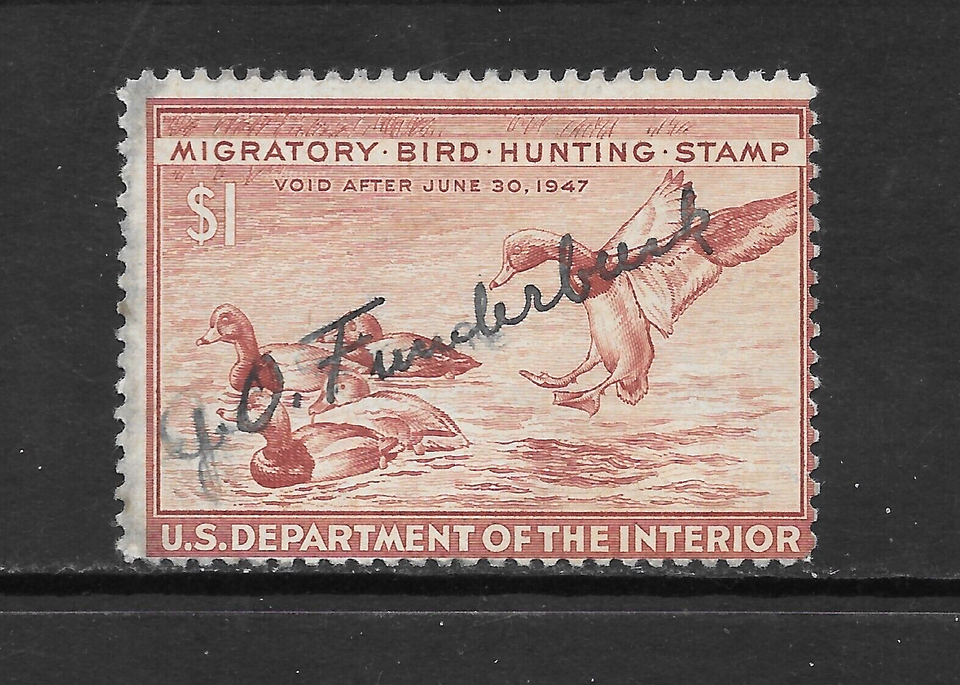 MIGRATORY · BIRD · HUNTING · STAMP
VOID AFTER JUNE 30, 1947
$1
J. O. Funderburk
U.S. DEPARTMENT OF THE INTERIOR